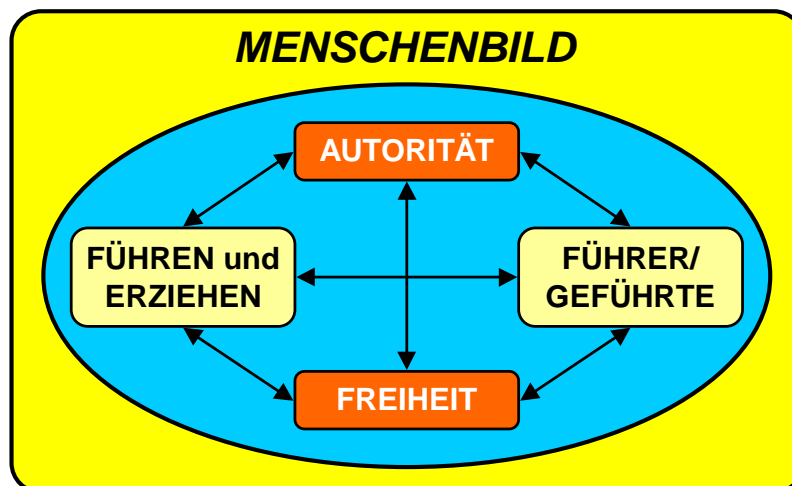 MENSCHENBILD
AUTORITÄT
FÜHREN und
ERZIEHEN
FÜHRER/
GEFÜHRTE
FREIHEIT